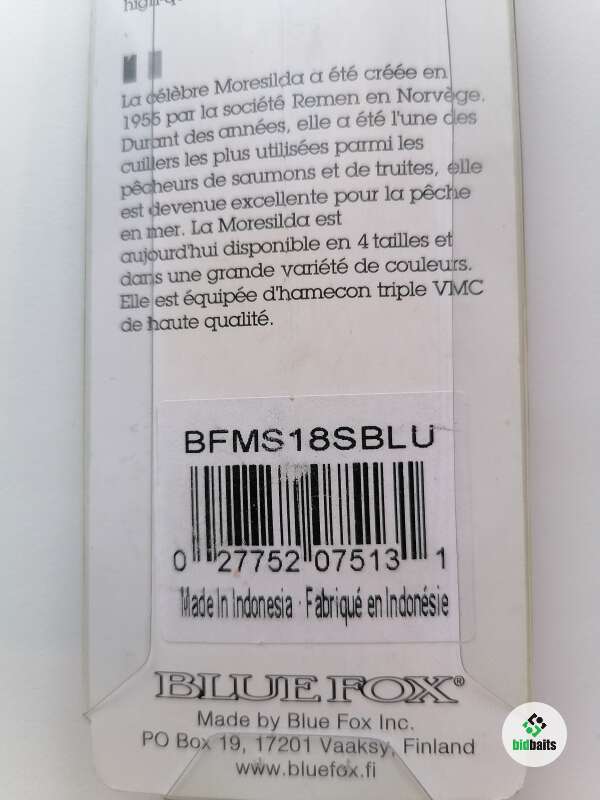 La célèbre Moresilda a été créée en
1955 par la société Remen en Norvège.
Durant des années, elle a été l'une des
cuillers les plus utilisées parmi les
pêcheurs de saumons et de truites, elle
est devenue excellente pour la pêche
en mer. La Moresilda est
aujourd'hui disponible en 4 tailles et
dans une grande variété de couleurs.
Elle est équipée d'hamecon triple VMC
de haute qualité.
BFMS18SBLU
0 27752 07513 1
Made In Indonesia · Fabriqué en Indonésie
BLUE FOX®
Made by Blue Fox Inc.
PO Box 19, 17201 Vaaksy, Finland
www.bluefox.fi
bidbaits